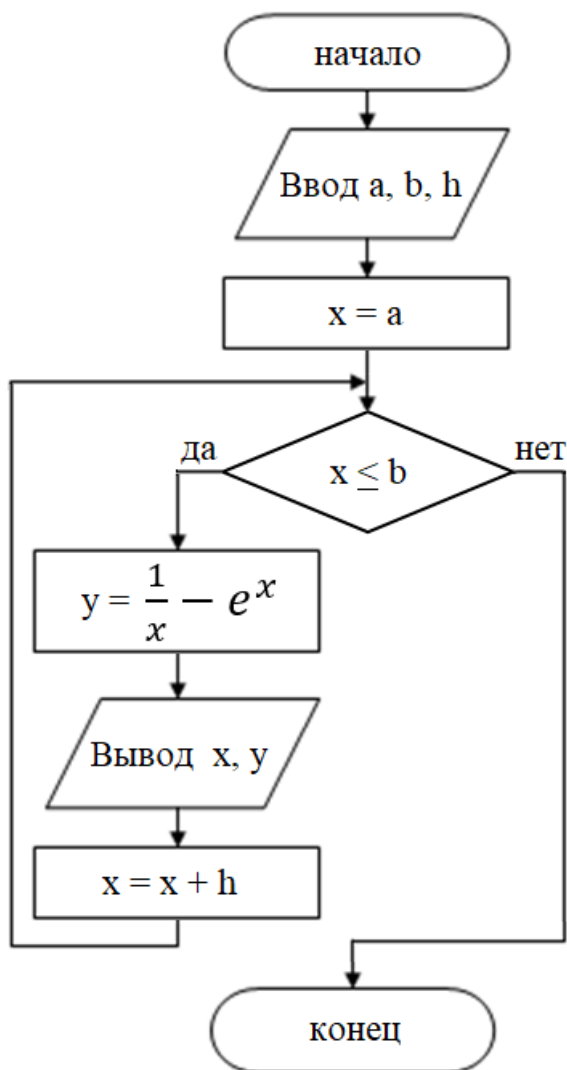 начало
Ввод a, b, h
x = a
да
нет
x ≤ b
y = 1/x − e^x
Вывод x, y
x = x + h
конец